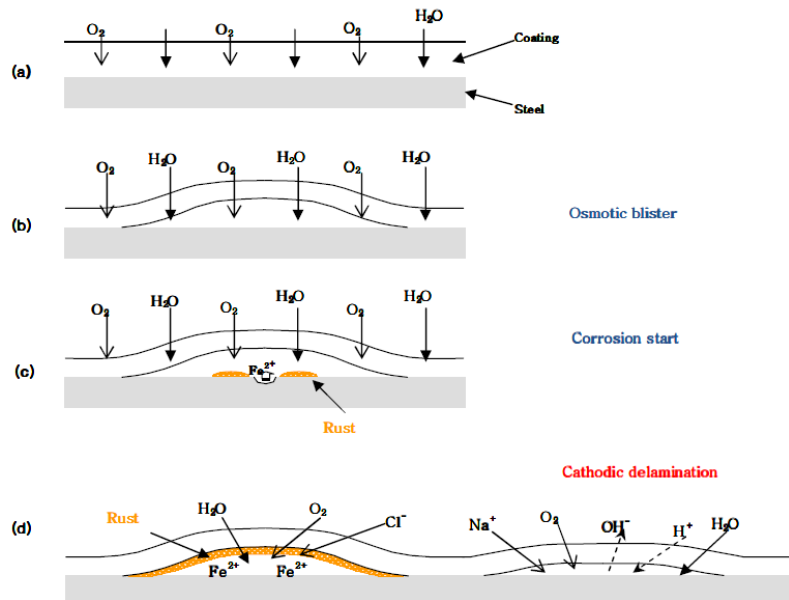 H₂O
O₂ O₂ O₂
Coating
(a)
Steel
O₂ H₂O O₂ H₂O O₂ H₂O
(b)
Osmotic blister
O₂ H₂O O₂ H₂O O₂ H₂O
Corrosion start
(c)
Fe²⁺
Rust
Cathodic delamination
(d)
Rust H₂O O₂ Cl⁻ Na⁺ O₂ OH⁻ H⁺ H₂O
Fe²⁺ Fe²⁺